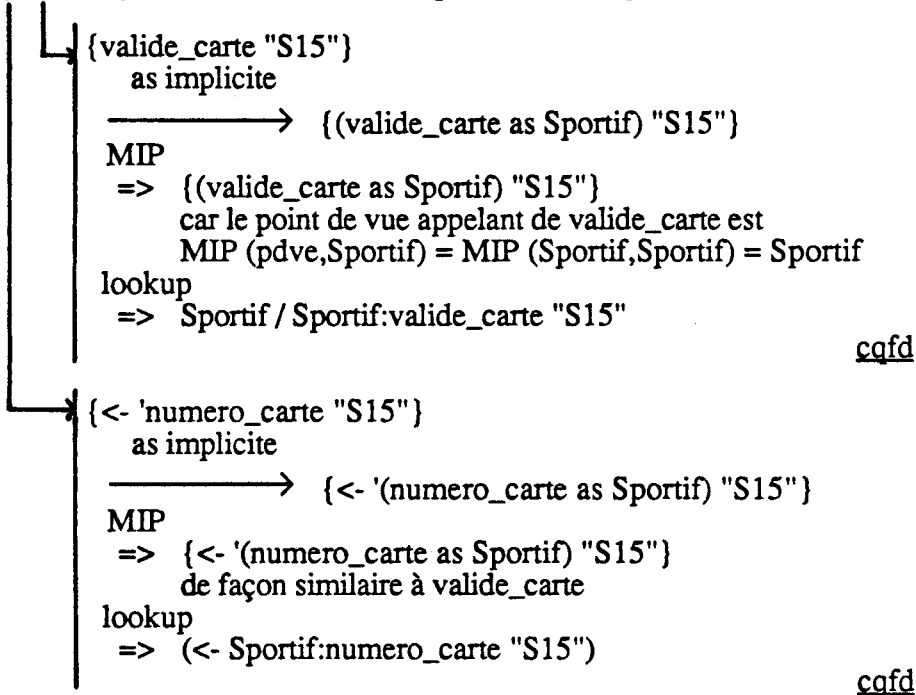 {valide_carte "S15"}
as implicite
{(valide_carte as Sportif) "S15"}
MIP
=> {(valide_carte as Sportif) "S15"}
car le point de vue appelant de valide_carte est
MIP (pdve,Sportif) = MIP (Sportif,Sportif) = Sportif
lookup
=> Sportif / Sportif:valide_carte "S15"
cqfd
{<- 'numero_carte "S15"}
as implicite
{<- '(numero_carte as Sportif) "S15"}
MIP
=> {<- '(numero_carte as Sportif) "S15"}
de façon similaire à valide_carte
lookup
=> (<- Sportif:numero_carte "S15")
cqfd